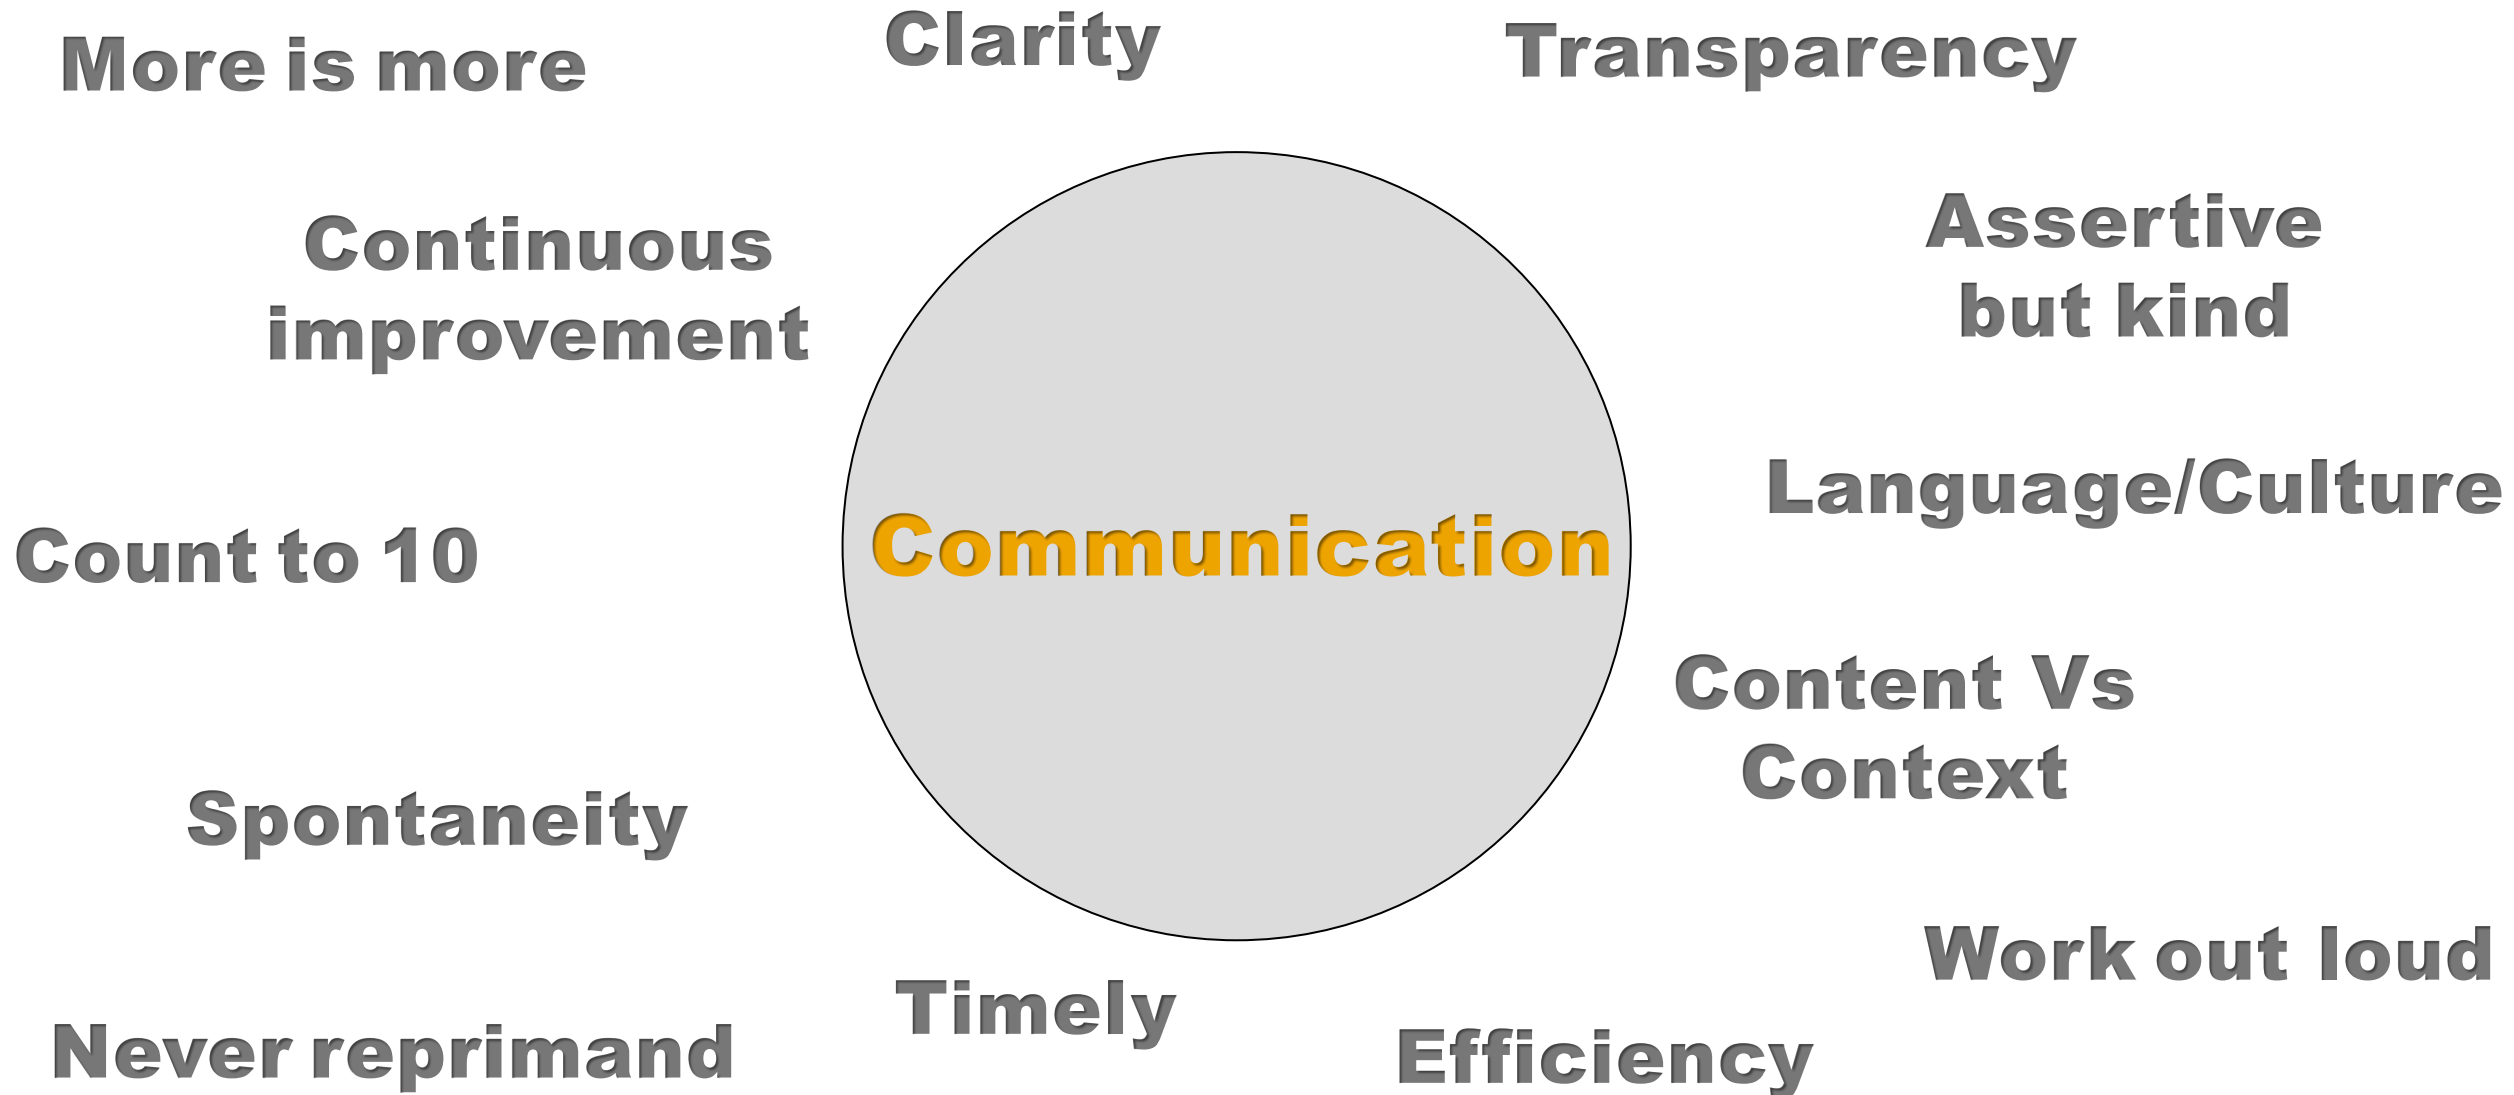 More is more
Clarity
Transparency
Continuous
improvement
Assertive
but kind
Language/Culture
Count to 10
Communication
Content Vs
Context
Spontaneity
Work out loud
Timely
Never reprimand
Efficiency